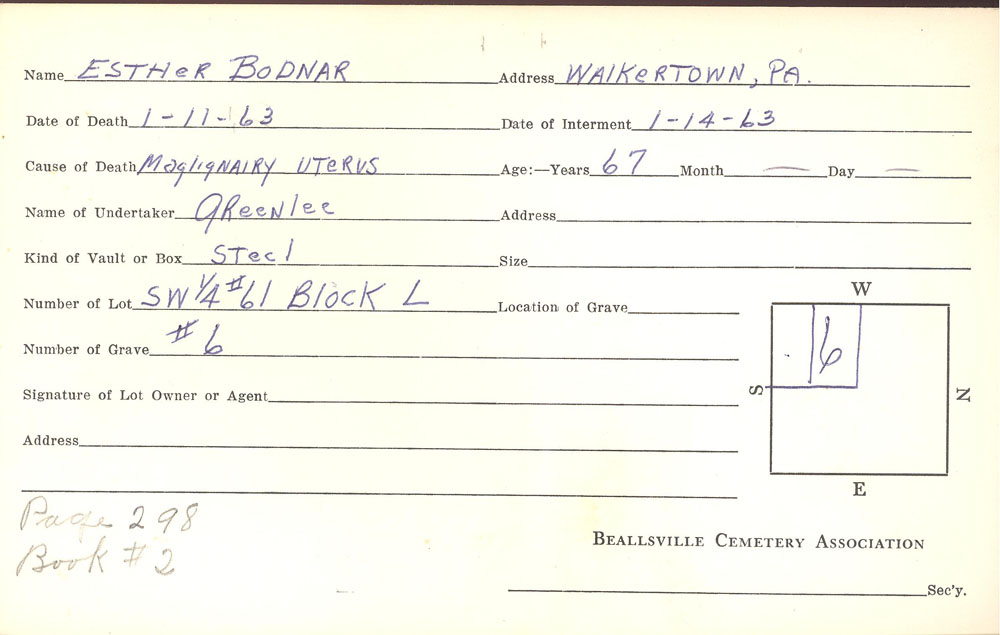 Name ESTHeR BODNAR Address WAlKeRTOWN, PA.
Date of Death 1-11-63 Date of Interment 1-14-63
Cause of Death MaglignAIRY UTeRUS Age:—Years 67 Month — Day —
Name of Undertaker GReenlee Address
Kind of Vault or Box STeel Size
Number of Lot SW 1/4 #61 Block L Location of Grave
Number of Grave #6
Signature of Lot Owner or Agent
Address
W
6
S
N
E
Page 298
Book #2
BEALLSVILLE CEMETERY ASSOCIATION
Sec'y.